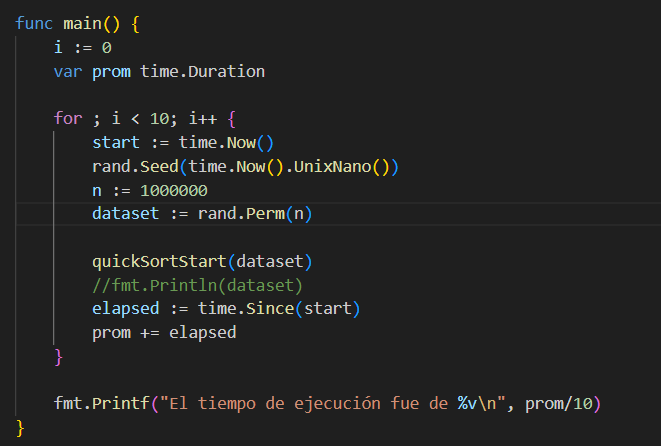 func main() {
    i := 0
    var prom time.Duration

    for ; i < 10; i++ {
        start := time.Now()
        rand.Seed(time.Now().UnixNano())
        n := 1000000
        dataset := rand.Perm(n)

        quickSortStart(dataset)
        //fmt.Println(dataset)
        elapsed := time.Since(start)
        prom += elapsed
    }

    fmt.Printf("El tiempo de ejecución fue de %v\n", prom/10)
}